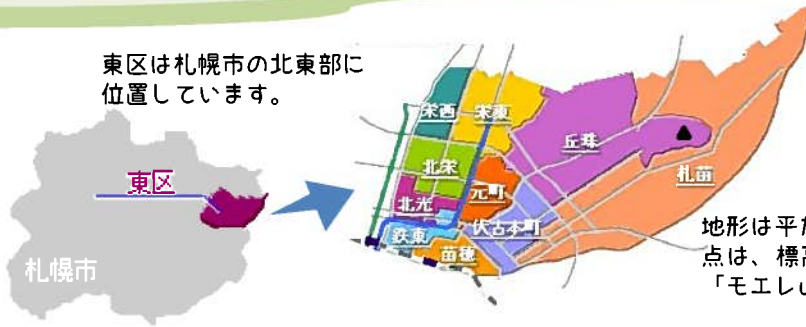 東区は札幌市の北東部に
位置しています。
東区
札幌市
栄西
栄東
丘珠
北栄
元町
札苗
北光
伏古本町
鉄東
苗穂
地形は平
点は、標高
「モエレ山